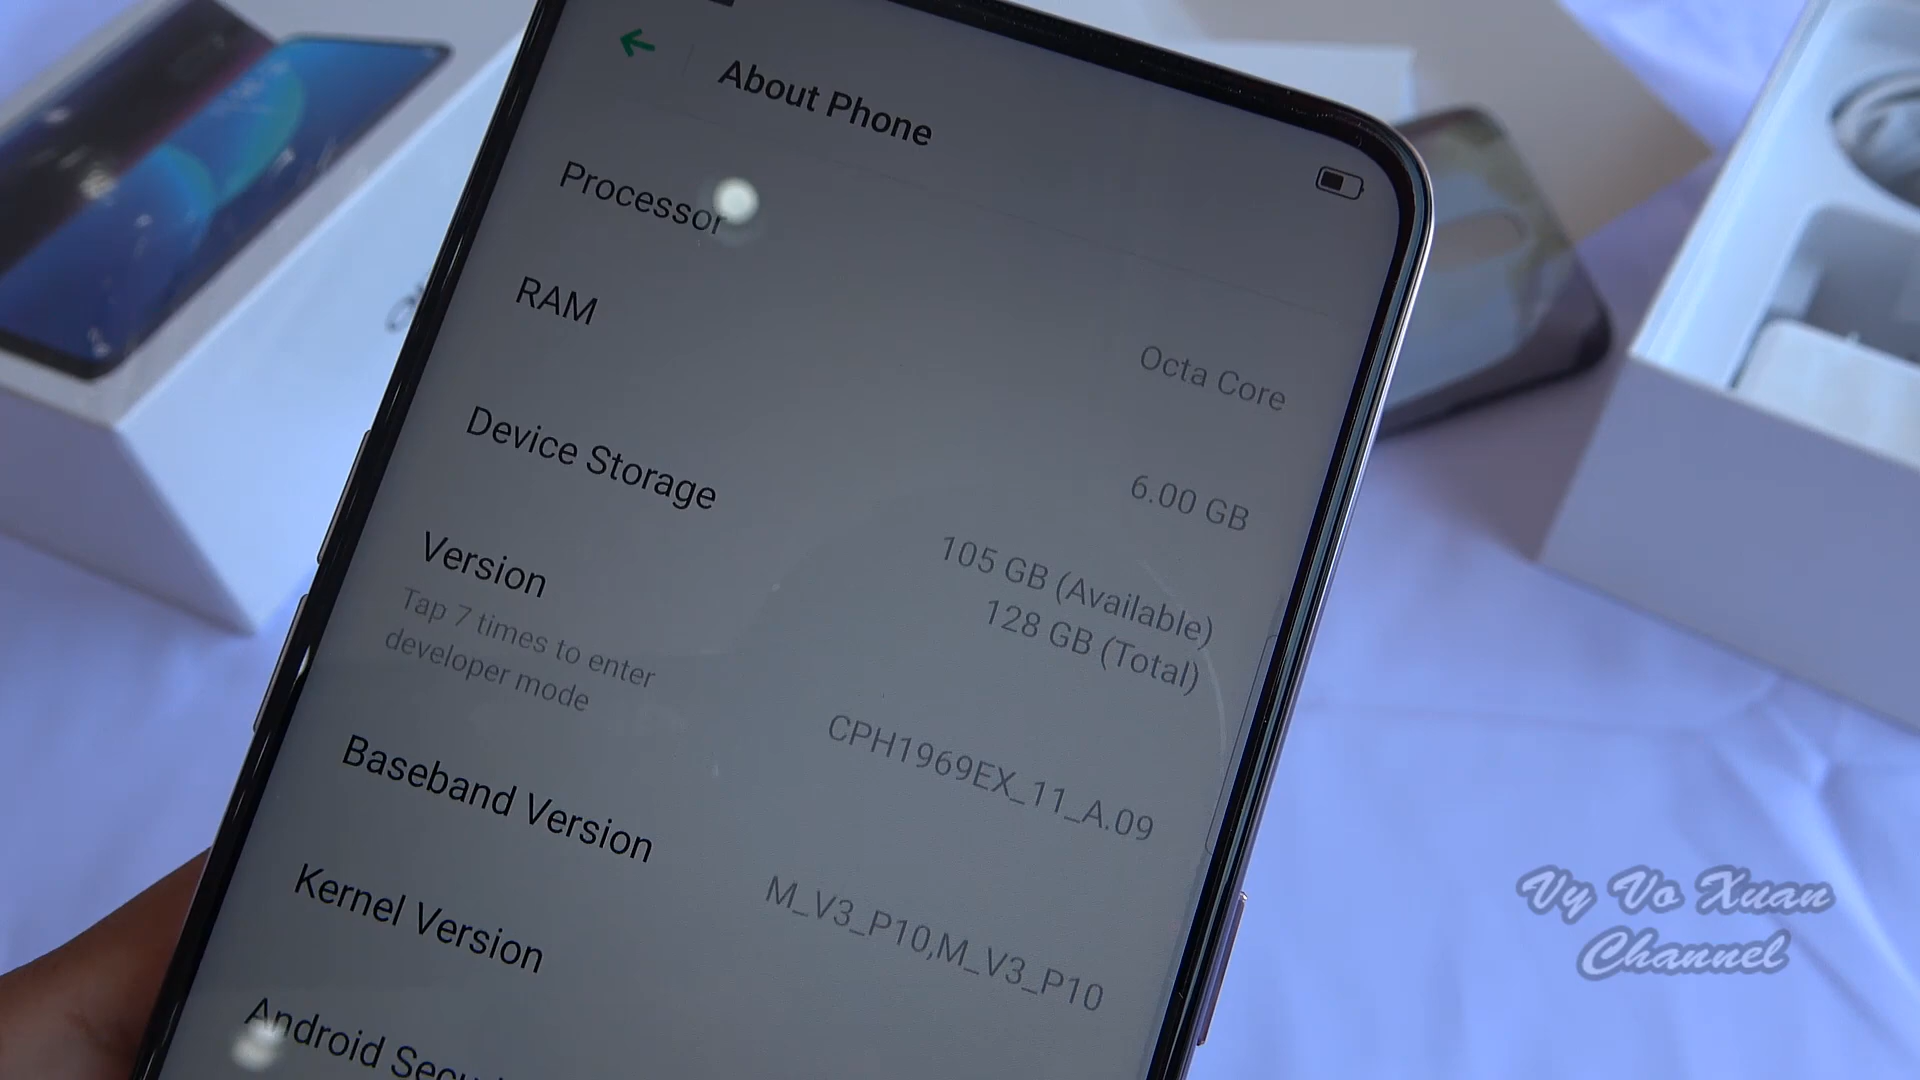 About Phone
Processor
Octa Core
RAM
6.00 GB
Device Storage
105 GB (Available)
128 GB (Total)
Version
Tap 7 times to enter
developer mode
CPH1969EX_11_A.09
Baseband Version
M_V3_P10,M_V3_P10
Kernel Version
Android
Vy Vo Xuan
Channel